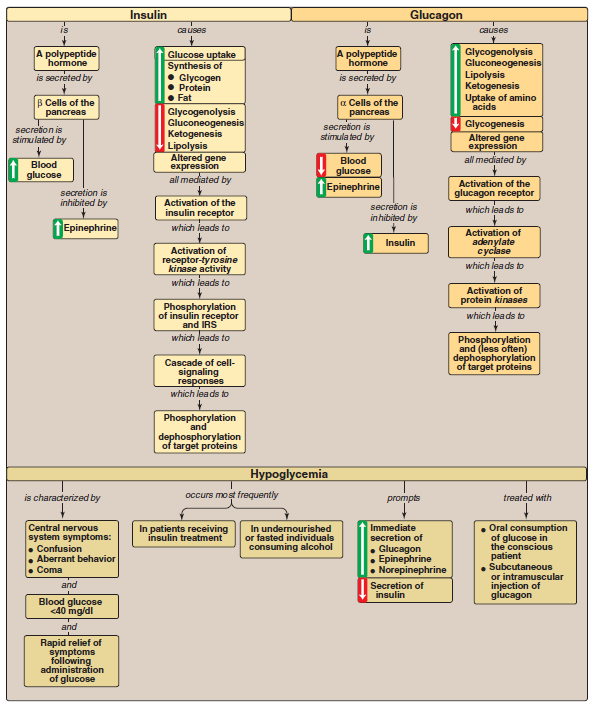 Insulin
is
A polypeptide
hormone
is secreted by
β Cells of the
pancreas
secretion is
stimulated by
Blood
glucose
secretion is
inhibited by
Epinephrine
causes
Glucose uptake
Synthesis of
● Glycogen
● Protein
● Fat
Glycogenolysis
Gluconeogenesis
Ketogenesis
Lipolysis
Altered gene
expression
all mediated by
Activation of the
insulin receptor
which leads to
Activation of
receptor-tyrosine
kinase activity
which leads to
Phosphorylation
of insulin receptor
and IRS
which leads to
Cascade of cell-
signaling
responses
which leads to
Phosphorylation
and
dephosphorylation
of target proteins
Glucagon
is
A polypeptide
hormone
is secreted by
α Cells of the
pancreas
secretion is
stimulated by
Blood
glucose
Epinephrine
secretion is
inhibited by
Insulin
causes
Glycogenolysis
Gluconeogenesis
Lipolysis
Ketogenesis
Uptake of amino
acids
Glycogenesis
Altered gene
expression
all mediated by
Activation of the
glucagon receptor
which leads to
Activation of
adenylate
cyclase
which leads to
Activation of
protein kinases
which leads to
Phosphorylation
and (less often)
dephosphorylation
of target proteins
Hypoglycemia
is characterized by
Central nervous
system symptoms:
● Confusion
● Aberrant behavior
● Coma
and
Blood glucose
<40 mg/dl
and
Rapid relief of
symptoms
following
administration
of glucose
occurs most frequently
In patients receiving
insulin treatment
In undernourished
or fasted individuals
consuming alcohol
prompts
Immediate
secretion of
● Glucagon
● Epinephrine
● Norepinephrine
Secretion of
insulin
treated with
● Oral consumption
of glucose in
the conscious
patient
● Subcutaneous
or intramuscular
injection of
glucagon